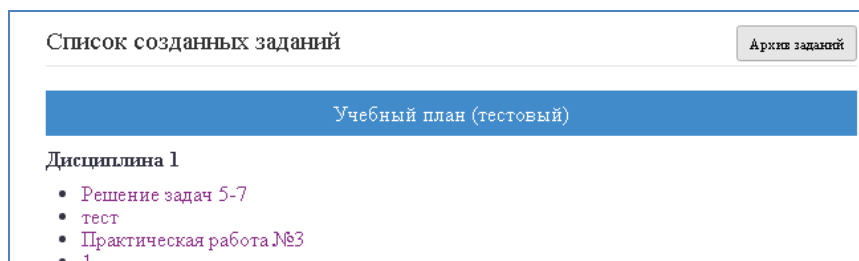 Список созданных заданий
Архив заданий
Учебный план (тестовый)
Дисциплина 1
Решение задач 5-7
тест
Практическая работа №3